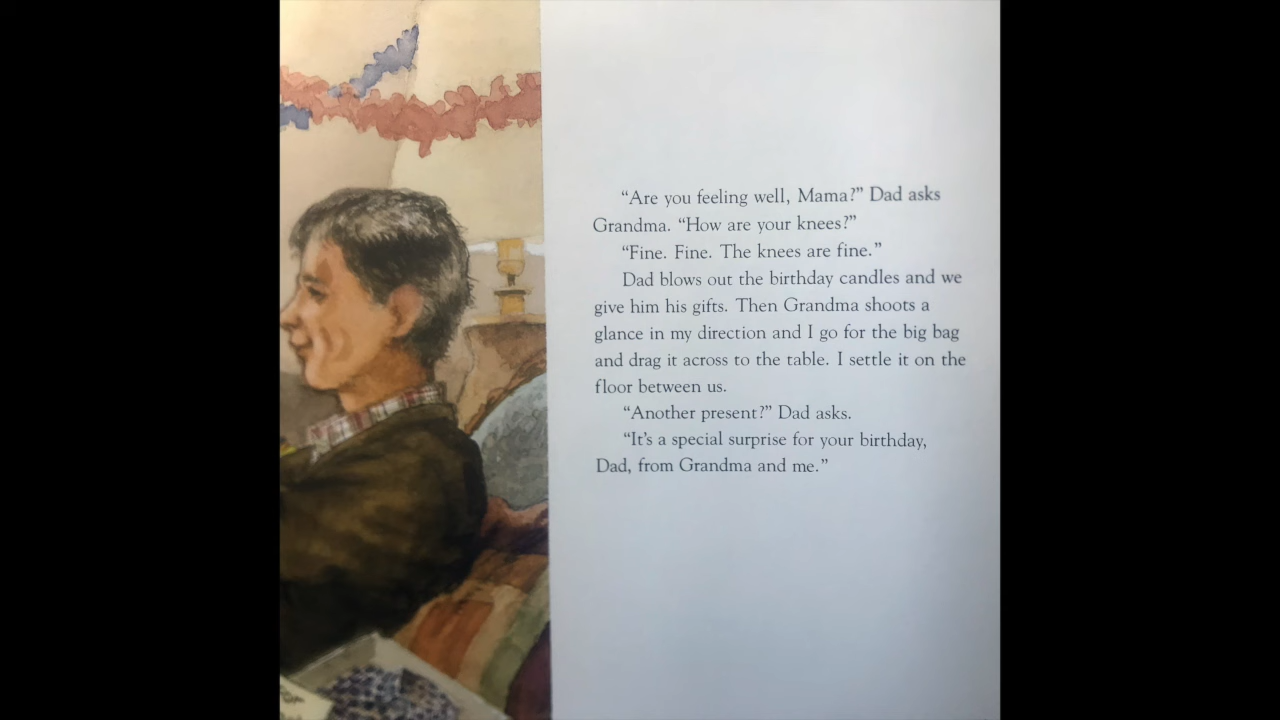 “Are you feeling well, Mama?” Dad asks
Grandma. “How are your knees?”
“Fine. Fine. The knees are fine.”
Dad blows out the birthday candles and we
give him his gifts. Then Grandma shoots a
glance in my direction and I go for the big bag
and drag it across to the table. I settle it on the
floor between us.
“Another present?” Dad asks.
“It’s a special surprise for your birthday,
Dad, from Grandma and me.”